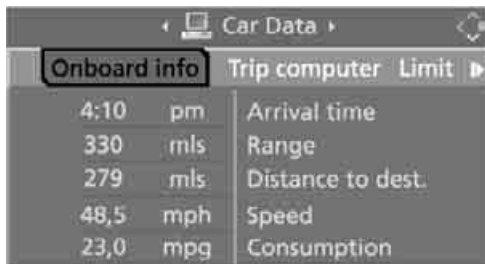 Car Data
Onboard info Trip computer Limit
4:10 pm Arrival time
330 mls Range
279 mls Distance to dest.
48,5 mph Speed
23,0 mpg Consumption